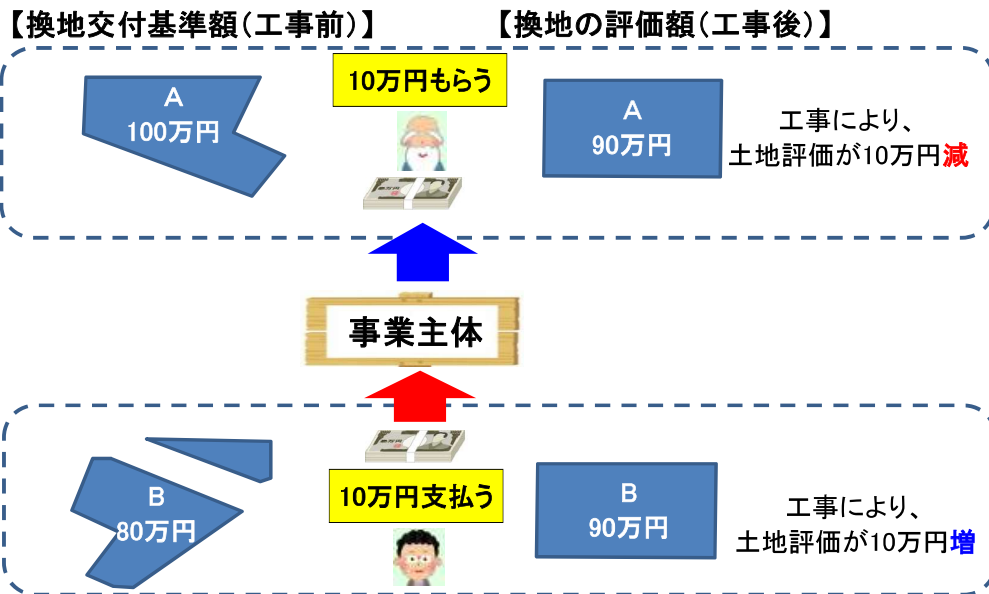 【換地交付基準額(工事前)】
【換地の評価額(工事後)】
10万円もらう
A
100万円
A
90万円
工事により、
土地評価が10万円減
事業主体
10万円支払う
B
80万円
B
90万円
工事により、
土地評価が10万円増